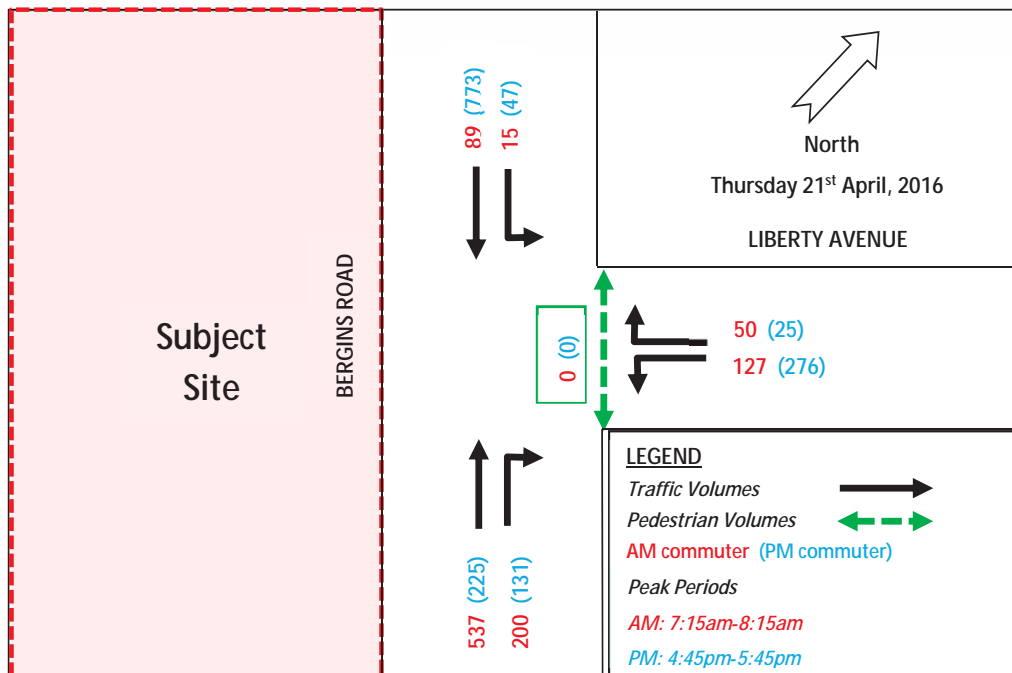 89 (773)
15 (47)
North
Thursday 21st April, 2016
LIBERTY AVENUE
BERGINS ROAD
Subject
Site
0 (0)
50 (25)
127 (276)
537 (225)
200 (131)
LEGEND
Traffic Volumes
Pedestrian Volumes
AM commuter (PM commuter)
Peak Periods
AM: 7:15am-8:15am
PM: 4:45pm-5:45pm